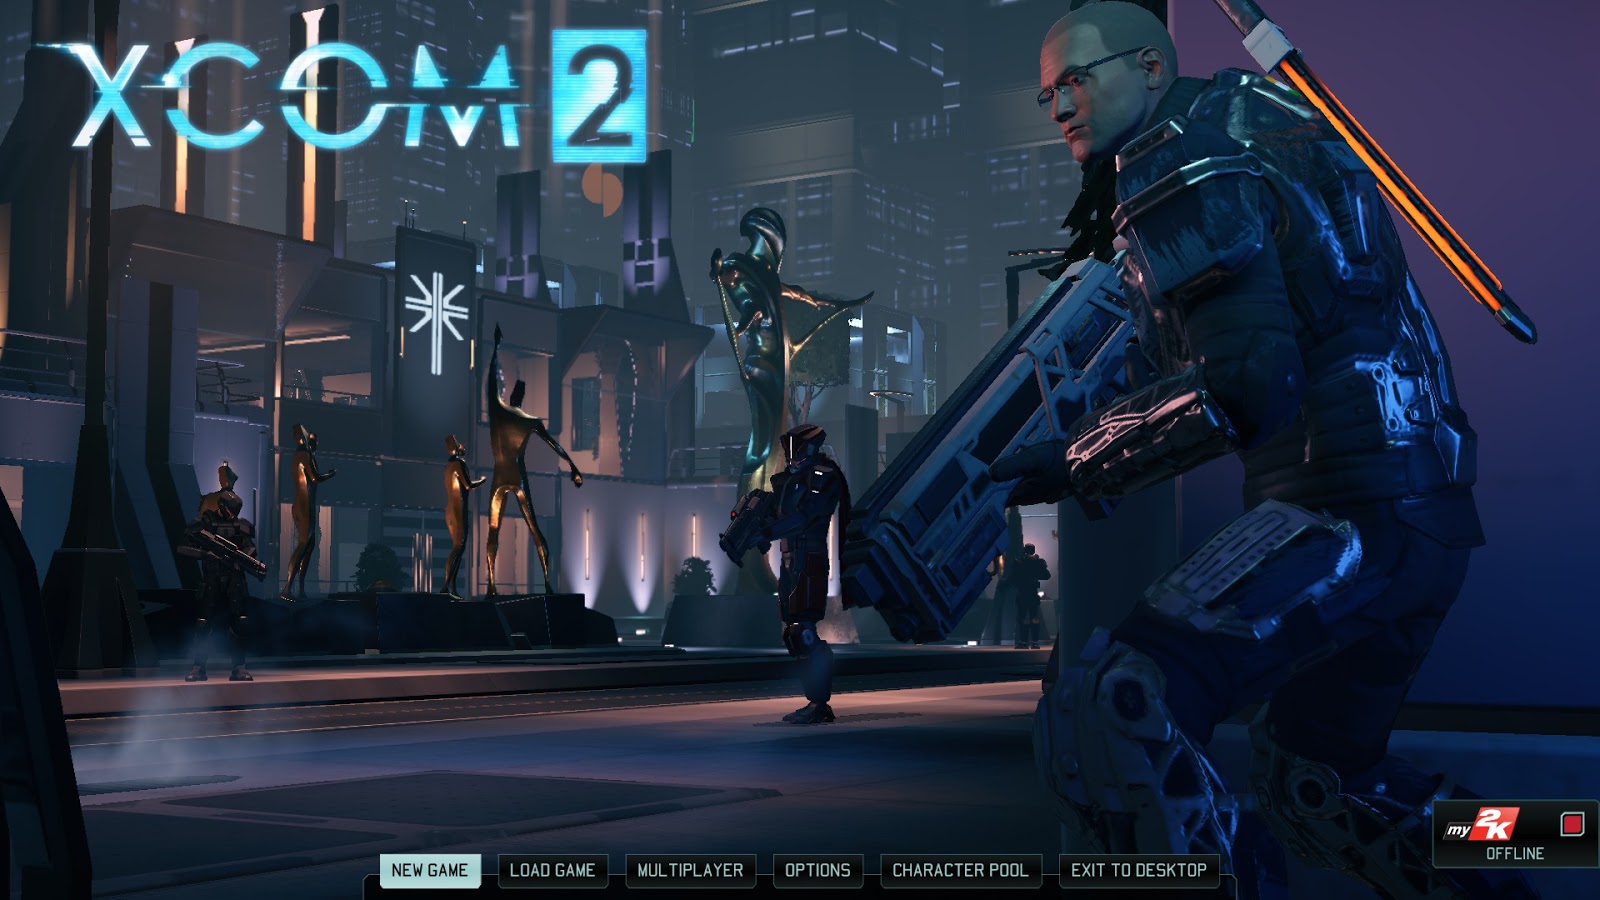 XCOM 2
my2K
OFFLINE
NEW GAME
LOAD GAME
MULTIPLAYER
OPTIONS
CHARACTER POOL
EXIT TO DESKTOP